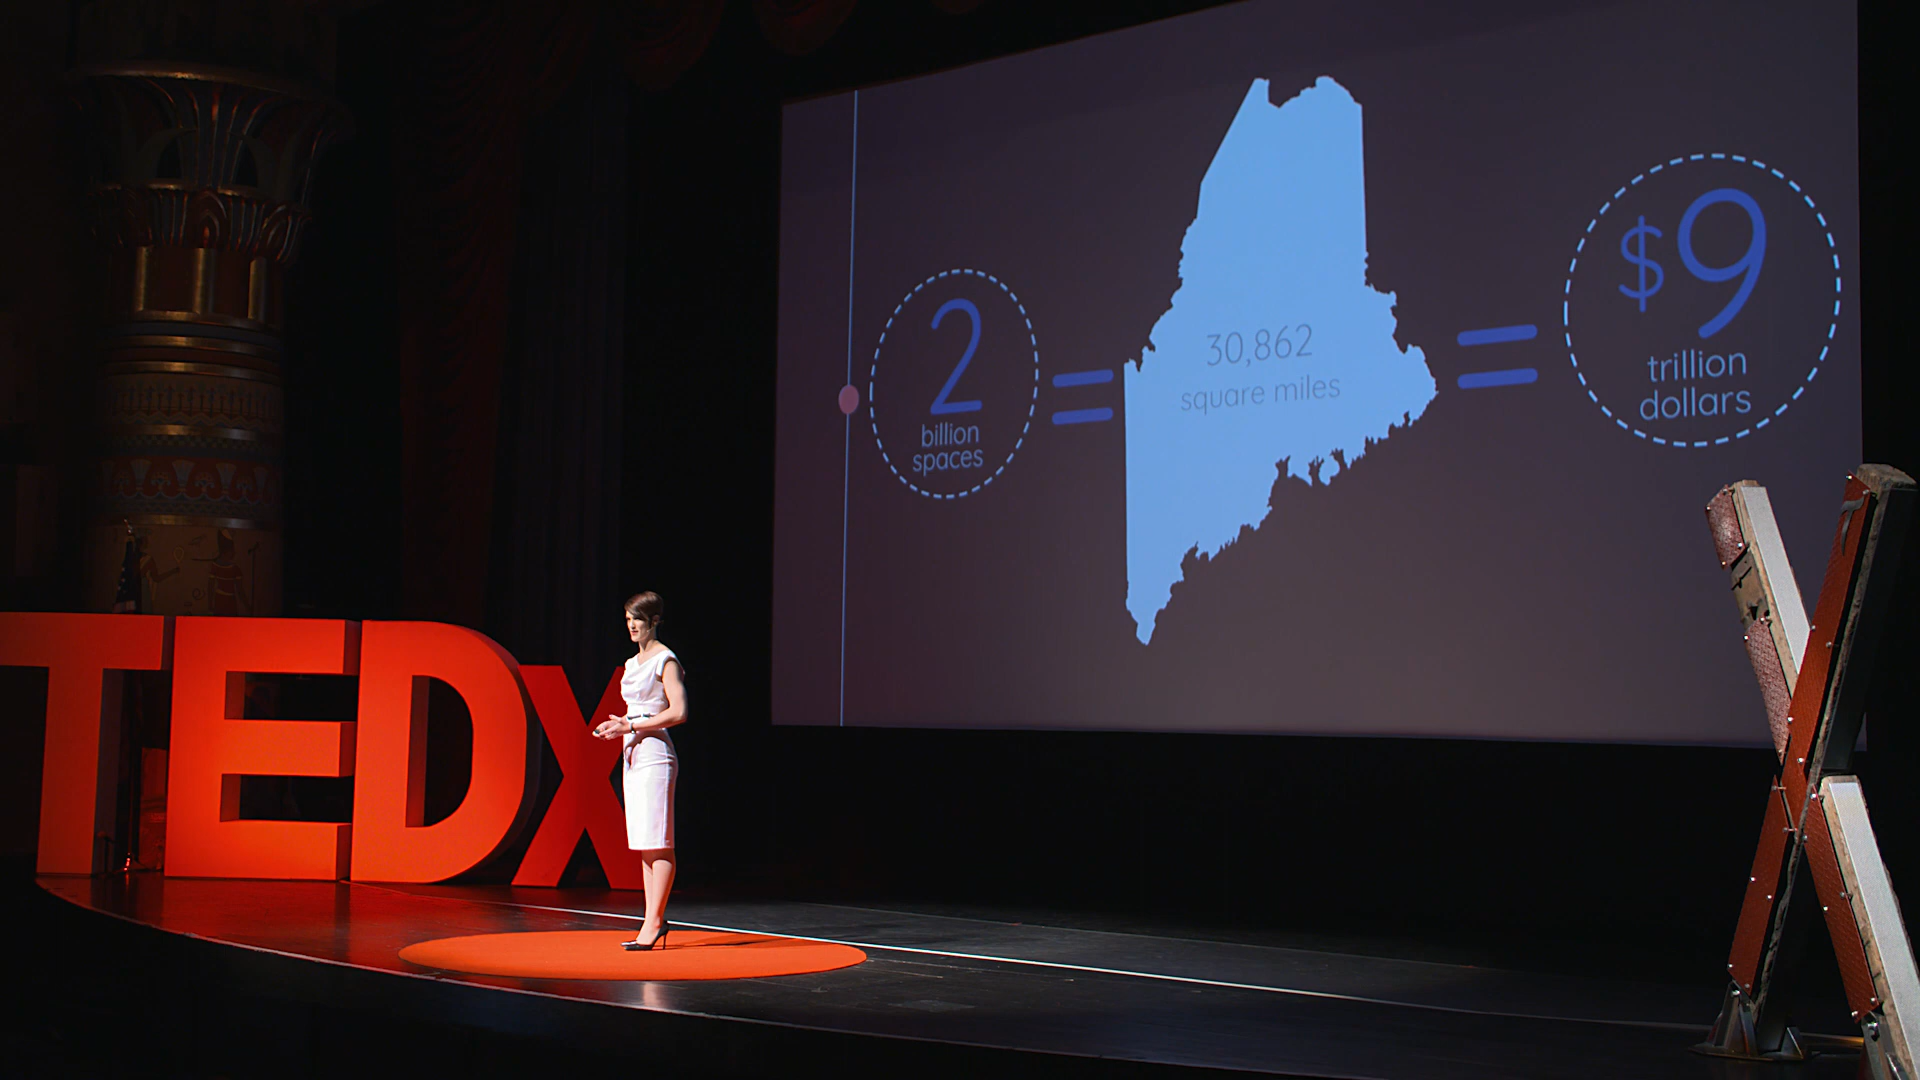 2
billion
spaces
=
30,862
square miles
=
$9
trillion
dollars
TEDx